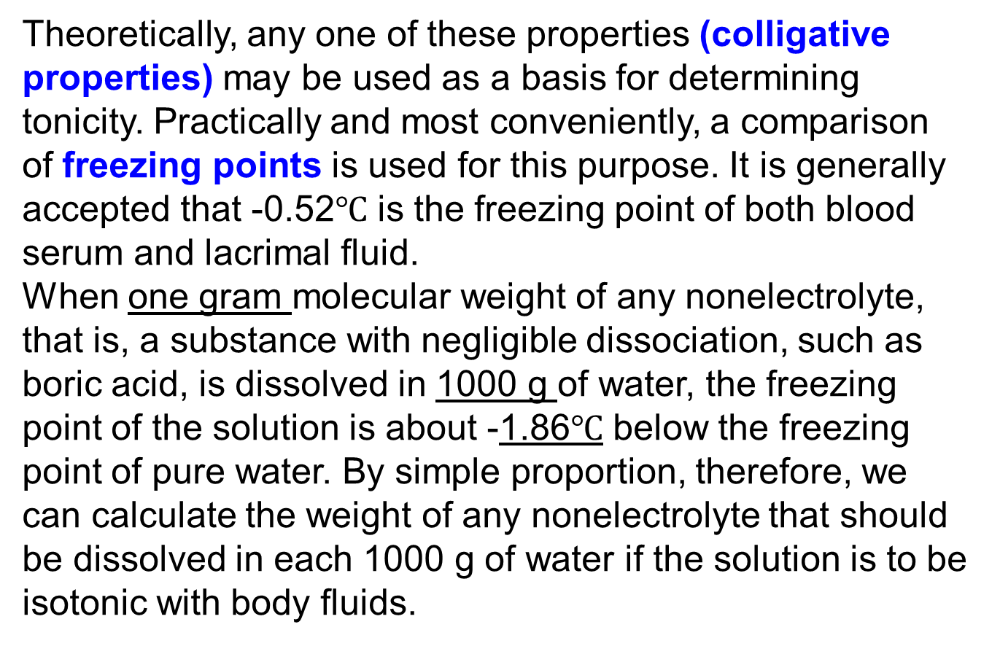 Theoretically, any one of these properties (colligative
properties) may be used as a basis for determining
tonicity. Practically and most conveniently, a comparison
of freezing points is used for this purpose. It is generally
accepted that -0.52℃ is the freezing point of both blood
serum and lacrimal fluid.
When one gram molecular weight of any nonelectrolyte,
that is, a substance with negligible dissociation, such as
boric acid, is dissolved in 1000 g of water, the freezing
point of the solution is about -1.86℃ below the freezing
point of pure water. By simple proportion, therefore, we
can calculate the weight of any nonelectrolyte that should
be dissolved in each 1000 g of water if the solution is to be
isotonic with body fluids.